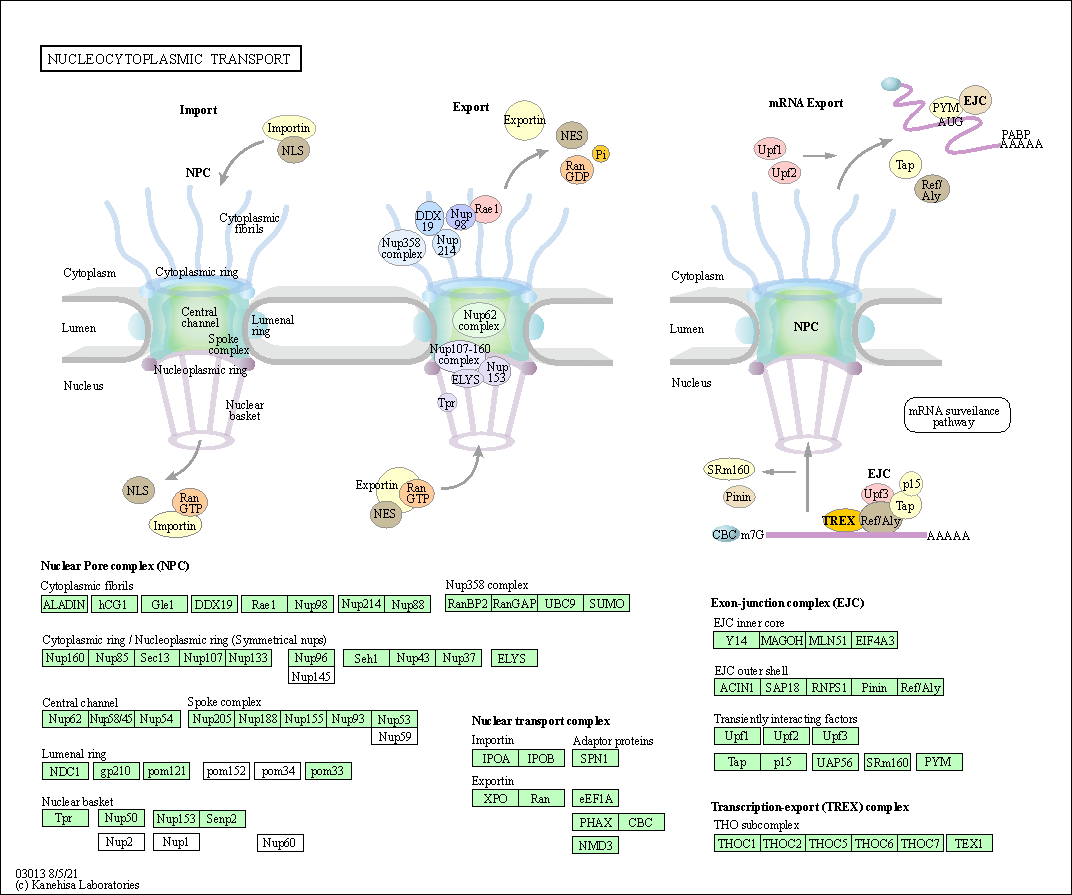 NUCLEOCYTOPLASMIC TRANSPORT
Import
Importin
NLS
NPC
Cytoplasmic
fibrils
Cytoplasm
Cytoplasmic ring
Lumen
Central
channel
Lumenal
ring
Spoke
complex
Nucleoplasmic ring
Nucleus
Nuclear
basket
NLS
Ran
GTP
Importin
Export
Exportin
NES
Pi
Ran
GDP
DDX
19
Nup
98
Rae1
Nup358
complex
Nup
214
Nup62
complex
Nup107-160
complex
Nup
153
ELYS
Tpr
Exportin
Ran
GTP
NES
mRNA Export
Upf1
Upf2
PYM
EJC
AUG
PABP
AAAAA
Tap
Ref/
Aly
Cytoplasm
Lumen
NPC
Nucleus
mRNA surveilance
pathway
SRm160
Pinin
EJC
Upf3
p15
Tap
TREX
Ref/Aly
CBC
m7G
AAAAA
Nuclear Pore complex (NPC)
Cytoplasmic fibrils
ALADIN hCG1 Gle1 DDX19 Rae1 Nup98 Nup214 Nup88
Nup358 complex
RanBP2 RanGAP UBC9 SUMO
Cytoplasmic ring / Nucleoplasmic ring (Symmetrical nups)
Nup160 Nup85 Sec13 Nup107 Nup133 Nup96 Seh1 Nup43 Nup37 ELYS
Nup145
Central channel
Nup62 Nup58/45 Nup54
Spoke complex
Nup205 Nup188 Nup155 Nup93 Nup53
Nup59
Lumenal ring
NDC1 gp210 pom121 pom152 pom34 pom33
Nuclear basket
Tpr Nup50 Nup153 Senp2
Nup2 Nup1 Nup60
Nuclear transport complex
Importin
IPOA IPOB
Adaptor proteins
SPN1
Exportin
XPO Ran eEF1A
PHAX CBC
NMD3
Exon-junction complex (EJC)
EJC inner core
Y14 MAGOH MLN51 EIF4A3
EJC outer shell
ACIN1 SAP18 RNPS1 Pinin Ref/Aly
Transiently interacting factors
Upf1 Upf2 Upf3
Tap p15 UAP56 SRm160 PYM
Transcription-export (TREX) complex
THO subcomplex
THOC1 THOC2 THOC5 THOC6 THOC7 TEX1
03013 8/5/21
(c) Kanehisa Laboratories